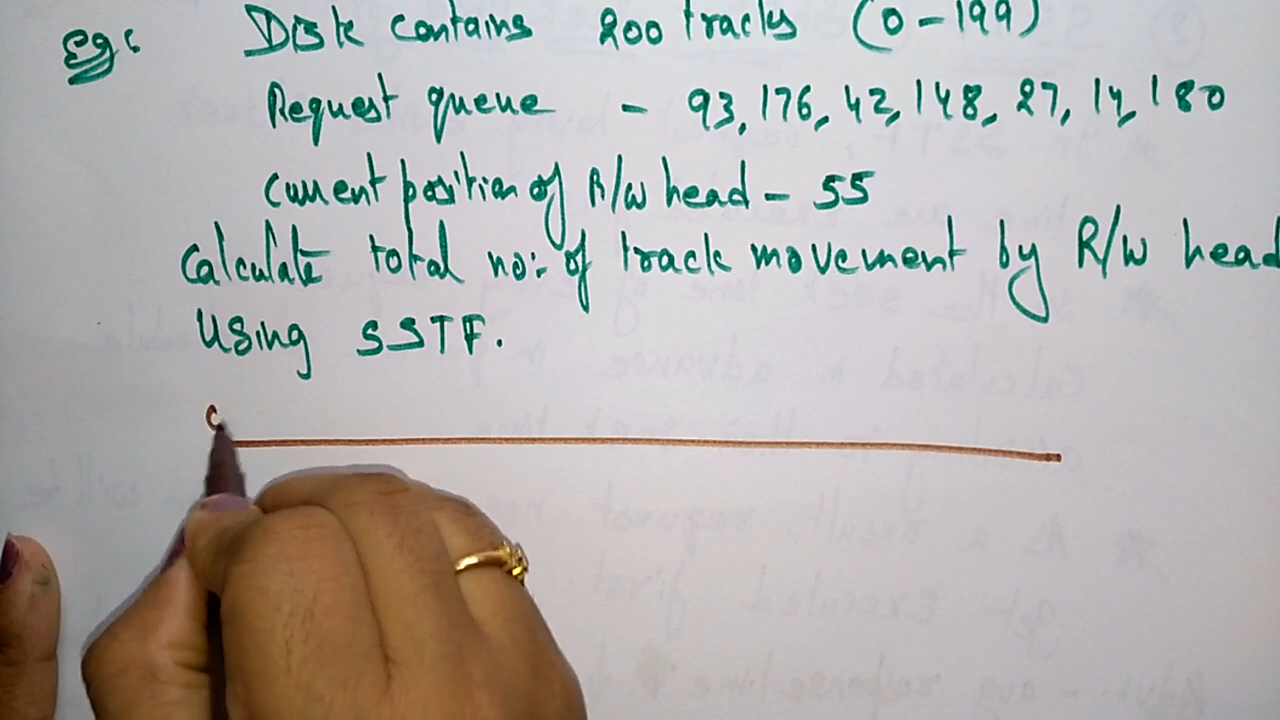 Eg: Disk contains 200 tracks (0-199)
Request queue - 93, 176, 42, 148, 27, 14, 180
current position of R/W head - 55
Calculate total no: of track movement by R/W head
Using SSTF.